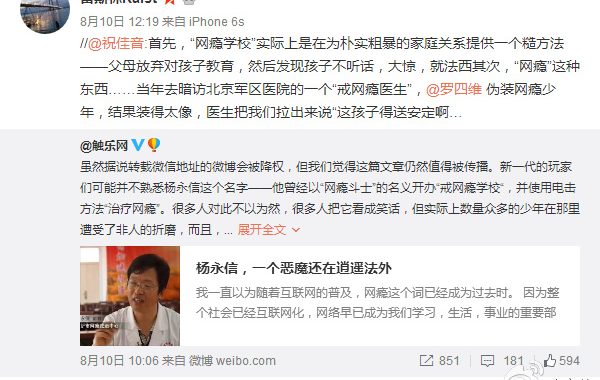 8月10日 12:19 来自 iPhone 6s
//@祝佳音:首先，“网瘾学校”实际上是在为朴实粗暴的家庭关系提供一个糙方法
——父母放弃对孩子教育，然后发现孩子不听话，大惊，就法西其次，“网瘾”这种
东西……当年去暗访北京军区医院的一个“戒网瘾医生”，@罗四维 伪装网瘾少
年，结果装得太像，医生把我们拉出来说“这孩子得送安定啊…
@触乐网
虽然据说转载微信地址的微博会被降权，但我们觉得这篇文章仍然值得被传播。新一代的玩家
们可能并不熟悉杨永信这个名字——他曾经以“网瘾斗士”的名义开办“戒网瘾学校”，并使用电击
方法“治疗网瘾”。很多人对此不以为然，很多人把它看成笑话，但实际上数量众多的少年在那里
遭受了非人的折磨，而且，... 展开全文
杨永信，一个恶魔还在逍遥法外
我一直以为随着互联网的普及，网瘾这个词已经成为过去时。 因为整
个社会已经互联网化，网络早已成为我们学习，生活，事业的重要部
8月10日 10:06 来自 微博 weibo.com
851
181
594